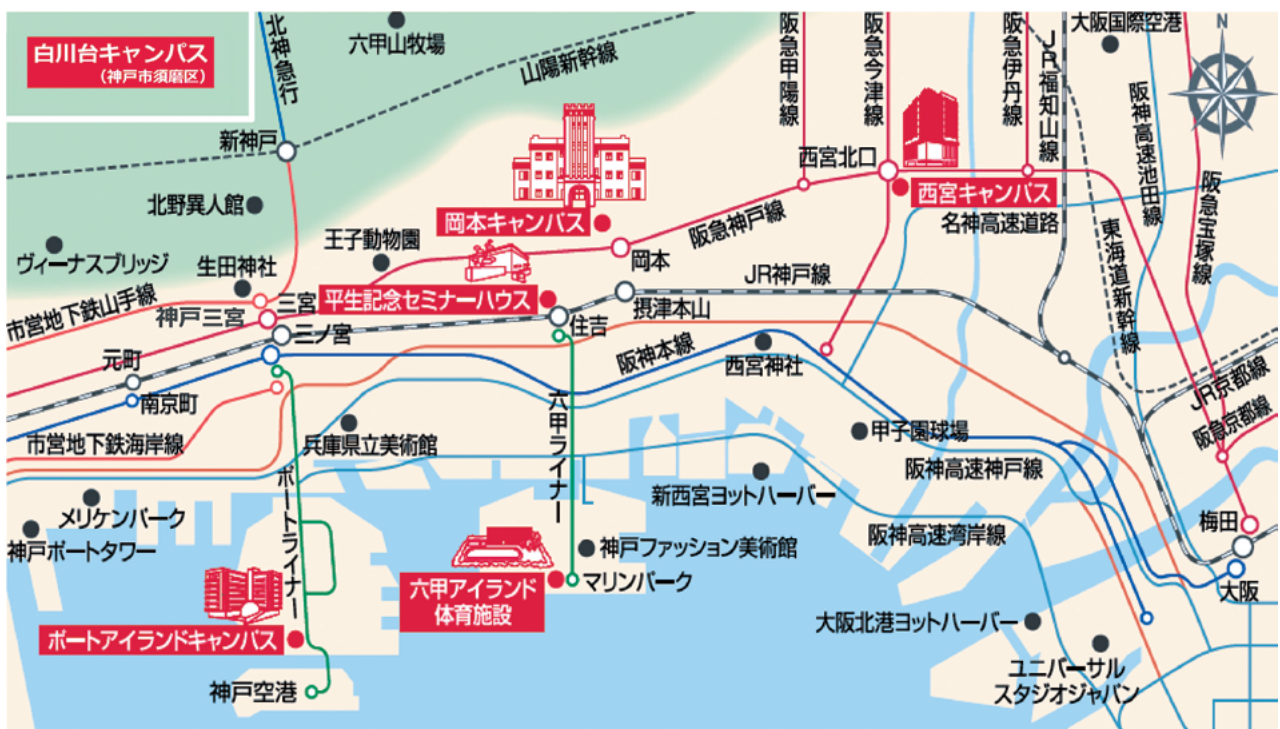 白川台キャンパス
(神戸市須磨区)
北神急行
六甲山牧場
山陽新幹線
阪急甲陽線
阪急今津線
阪急伊丹線
JR福知山線
大阪国際空港
N
阪神高速池田線
阪急宝塚線
新神戸
西宮北口
北野異人館
岡本キャンパス
西宮キャンパス
名神高速道路
東海道新幹線
王子動物園
阪急神戸線
ヴィーナスブリッジ
生田神社
岡本
JR神戸線
市営地下鉄山手線
三宮
平生記念セミナーハウス
神戸三宮
三ノ宮
住吉
摂津本山
元町
阪神本線
西宮神社
JR京都線
南京町
六甲ライナー
阪急京都線
市営地下鉄海岸線
兵庫県立美術館
甲子園球場
阪神高速神戸線
ポートライナー
新西宮ヨットハーバー
メリケンパーク
阪神高速湾岸線
梅田
神戸ポートタワー
神戸ファッション美術館
六甲アイランド
体育施設
マリンパーク
大阪
大阪北港ヨットハーバー
ポートアイランドキャンパス
ユニバーサル
スタジオジャパン
神戸空港